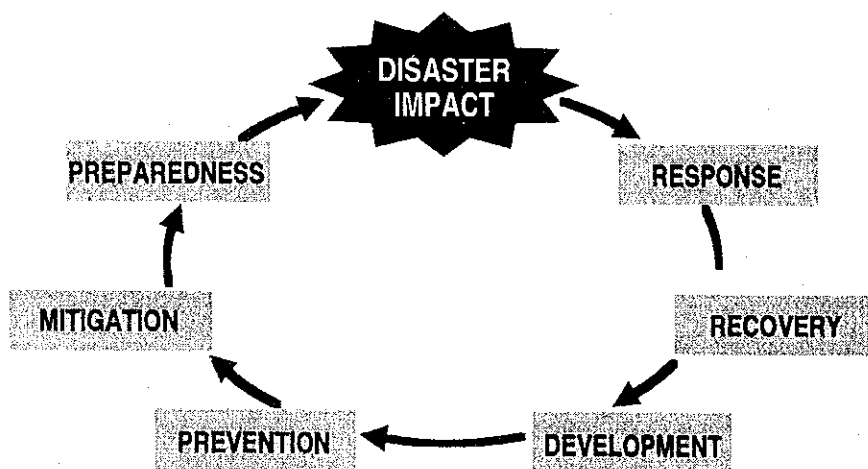 DISASTER
IMPACT
RESPONSE
RECOVERY
DEVELOPMENT
PREVENTION
MITIGATION
PREPAREDNESS